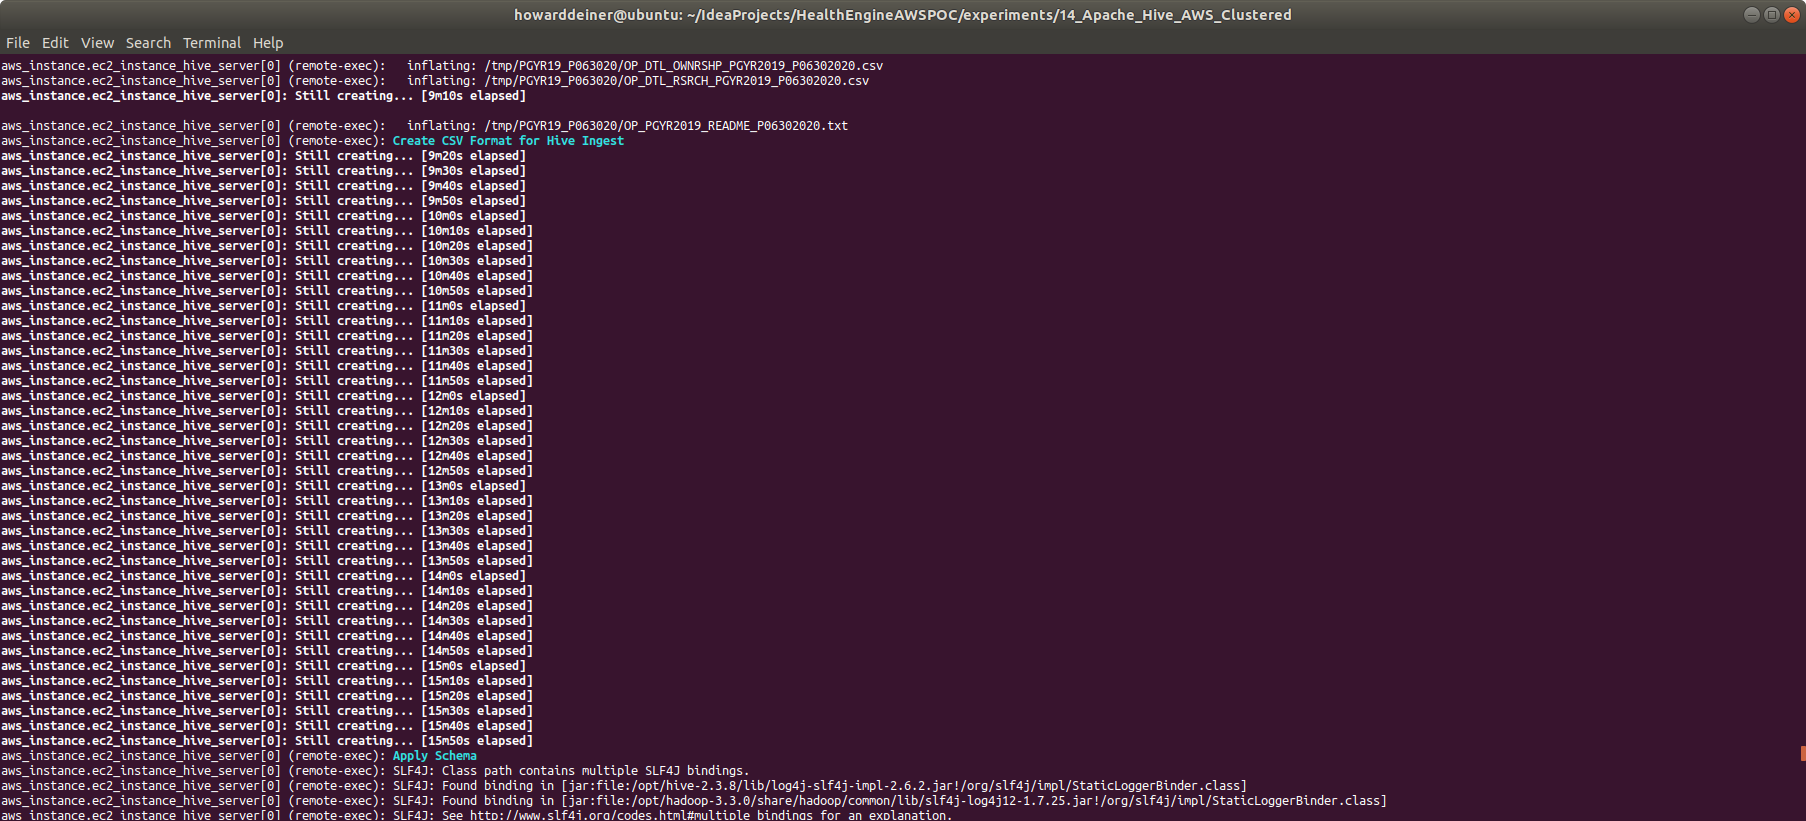 howarddeiner@ubuntu: ~/IdeaProjects/HealthEngineAWSPOC/experiments/14_Apache_Hive_AWS_Clustered
File Edit View Search Terminal Help
aws_instance.ec2_instance_hive_server[0] (remote-exec):   inflating: /tmp/PGYR19_P063020/OP_DTL_OWNRSHP_PGYR2019_P06302020.csv
aws_instance.ec2_instance_hive_server[0] (remote-exec):   inflating: /tmp/PGYR19_P063020/OP_DTL_RSRCH_PGYR2019_P06302020.csv
aws_instance.ec2_instance_hive_server[0]: Still creating... [9m10s elapsed]
aws_instance.ec2_instance_hive_server[0] (remote-exec):   inflating: /tmp/PGYR19_P063020/OP_PGYR2019_README_P06302020.txt
aws_instance.ec2_instance_hive_server[0] (remote-exec): Create CSV Format for Hive Ingest
aws_instance.ec2_instance_hive_server[0]: Still creating... [9m20s elapsed]
aws_instance.ec2_instance_hive_server[0]: Still creating... [9m30s elapsed]
aws_instance.ec2_instance_hive_server[0]: Still creating... [9m40s elapsed]
aws_instance.ec2_instance_hive_server[0]: Still creating... [9m50s elapsed]
aws_instance.ec2_instance_hive_server[0]: Still creating... [10m0s elapsed]
aws_instance.ec2_instance_hive_server[0]: Still creating... [10m10s elapsed]
aws_instance.ec2_instance_hive_server[0]: Still creating... [10m20s elapsed]
aws_instance.ec2_instance_hive_server[0]: Still creating... [10m30s elapsed]
aws_instance.ec2_instance_hive_server[0]: Still creating... [10m40s elapsed]
aws_instance.ec2_instance_hive_server[0]: Still creating... [10m50s elapsed]
aws_instance.ec2_instance_hive_server[0]: Still creating... [11m0s elapsed]
aws_instance.ec2_instance_hive_server[0]: Still creating... [11m10s elapsed]
aws_instance.ec2_instance_hive_server[0]: Still creating... [11m20s elapsed]
aws_instance.ec2_instance_hive_server[0]: Still creating... [11m30s elapsed]
aws_instance.ec2_instance_hive_server[0]: Still creating... [11m40s elapsed]
aws_instance.ec2_instance_hive_server[0]: Still creating... [11m50s elapsed]
aws_instance.ec2_instance_hive_server[0]: Still creating... [12m0s elapsed]
aws_instance.ec2_instance_hive_server[0]: Still creating... [12m10s elapsed]
aws_instance.ec2_instance_hive_server[0]: Still creating... [12m20s elapsed]
aws_instance.ec2_instance_hive_server[0]: Still creating... [12m30s elapsed]
aws_instance.ec2_instance_hive_server[0]: Still creating... [12m40s elapsed]
aws_instance.ec2_instance_hive_server[0]: Still creating... [12m50s elapsed]
aws_instance.ec2_instance_hive_server[0]: Still creating... [13m0s elapsed]
aws_instance.ec2_instance_hive_server[0]: Still creating... [13m10s elapsed]
aws_instance.ec2_instance_hive_server[0]: Still creating... [13m20s elapsed]
aws_instance.ec2_instance_hive_server[0]: Still creating... [13m30s elapsed]
aws_instance.ec2_instance_hive_server[0]: Still creating... [13m40s elapsed]
aws_instance.ec2_instance_hive_server[0]: Still creating... [13m50s elapsed]
aws_instance.ec2_instance_hive_server[0]: Still creating... [14m0s elapsed]
aws_instance.ec2_instance_hive_server[0]: Still creating... [14m10s elapsed]
aws_instance.ec2_instance_hive_server[0]: Still creating... [14m20s elapsed]
aws_instance.ec2_instance_hive_server[0]: Still creating... [14m30s elapsed]
aws_instance.ec2_instance_hive_server[0]: Still creating... [14m40s elapsed]
aws_instance.ec2_instance_hive_server[0]: Still creating... [14m50s elapsed]
aws_instance.ec2_instance_hive_server[0]: Still creating... [15m0s elapsed]
aws_instance.ec2_instance_hive_server[0]: Still creating... [15m10s elapsed]
aws_instance.ec2_instance_hive_server[0]: Still creating... [15m20s elapsed]
aws_instance.ec2_instance_hive_server[0]: Still creating... [15m30s elapsed]
aws_instance.ec2_instance_hive_server[0]: Still creating... [15m40s elapsed]
aws_instance.ec2_instance_hive_server[0]: Still creating... [15m50s elapsed]
aws_instance.ec2_instance_hive_server[0] (remote-exec): Apply Schema
aws_instance.ec2_instance_hive_server[0] (remote-exec): SLF4J: Class path contains multiple SLF4J bindings.
aws_instance.ec2_instance_hive_server[0] (remote-exec): SLF4J: Found binding in [jar:file:/opt/hive-2.3.8/lib/log4j-slf4j-impl-2.6.2.jar!/org/slf4j/impl/StaticLoggerBinder.class]
aws_instance.ec2_instance_hive_server[0] (remote-exec): SLF4J: Found binding in [jar:file:/opt/hadoop-3.3.0/share/hadoop/common/lib/slf4j-log4j12-1.7.25.jar!/org/slf4j/impl/StaticLoggerBinder.class]
aws_instance.ec2_instance_hive_server[0] (remote-exec): SLF4J: See http://www.slf4j.org/codes.html#multiple_bindings for an explanation.